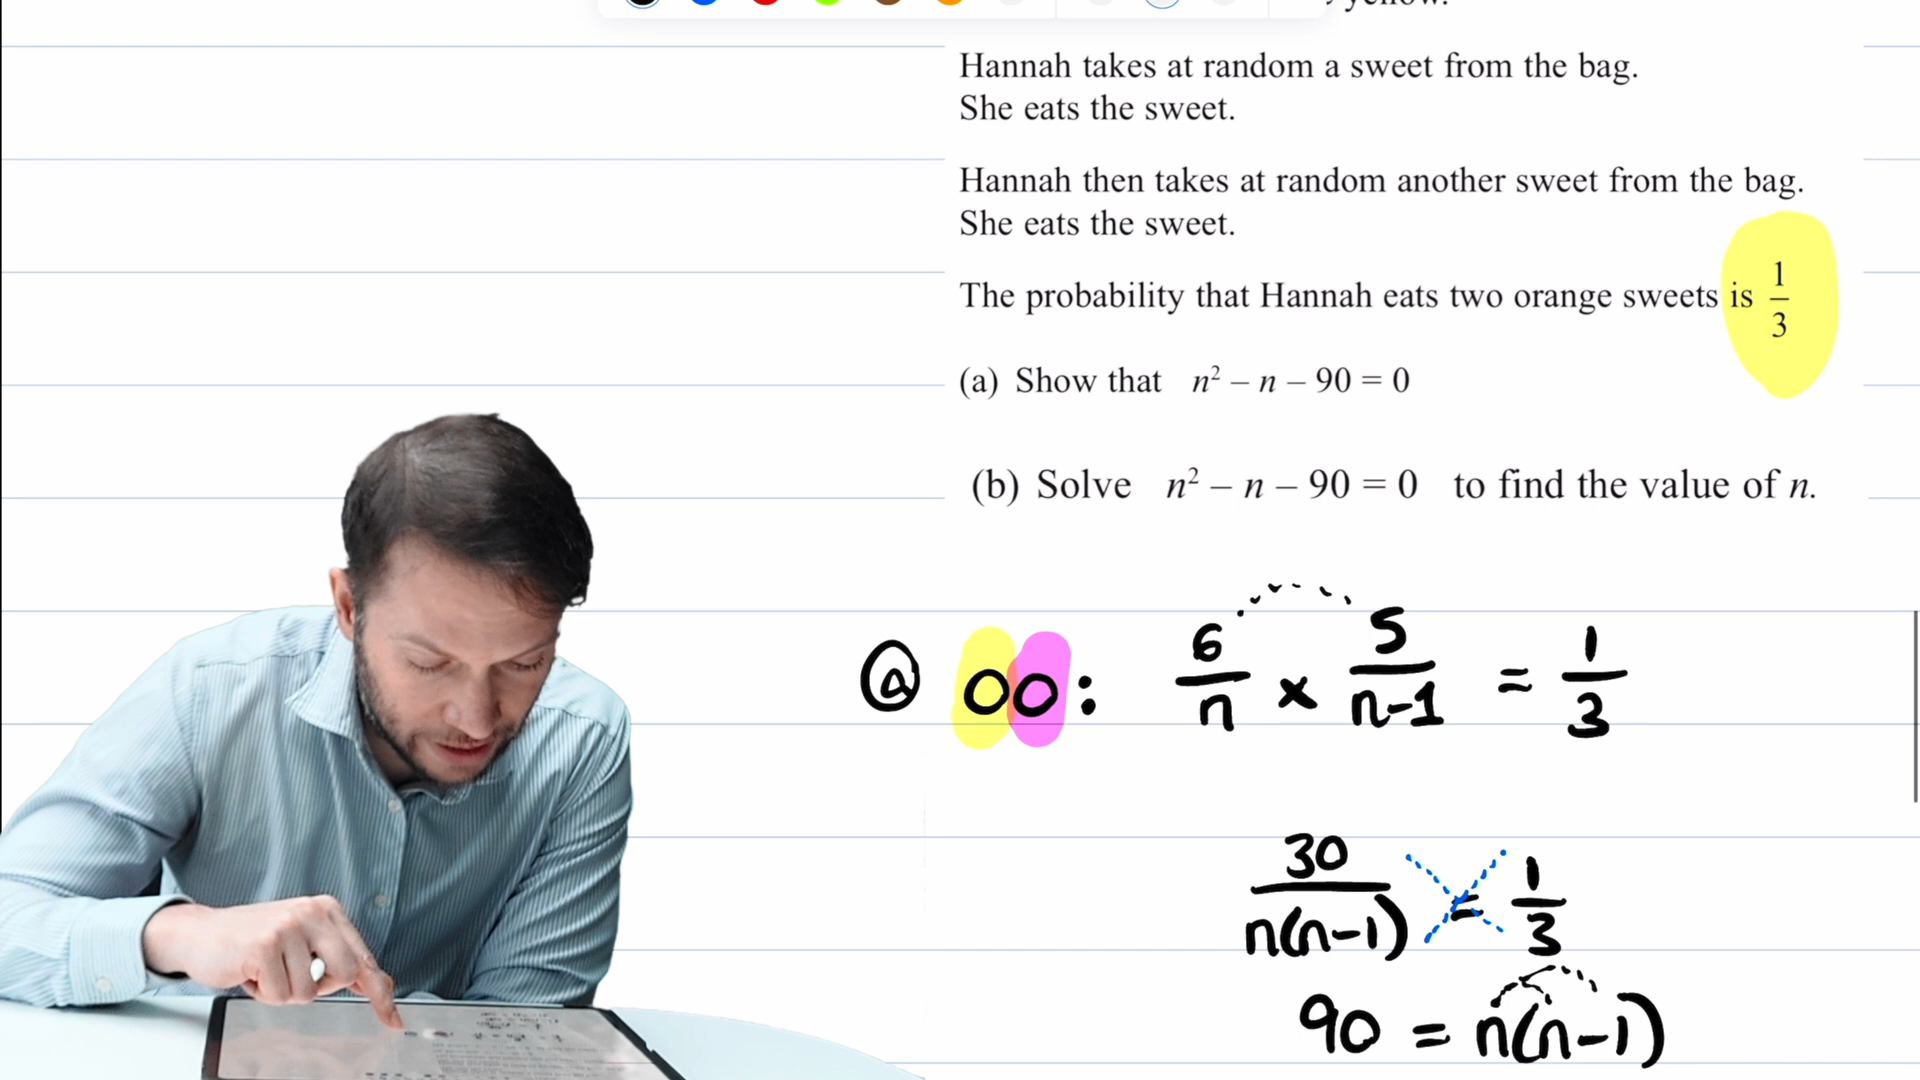 yellow.
Hannah takes at random a sweet from the bag.
She eats the sweet.
Hannah then takes at random another sweet from the bag.
She eats the sweet.
The probability that Hannah eats two orange sweets is 1/3
(a) Show that n² – n – 90 = 0
(b) Solve n² – n – 90 = 0 to find the value of n.
ⓐ OO: 6/n × 5/n-1 = 1/3
30/n(n-1) = 1/3
90 = n(n-1)